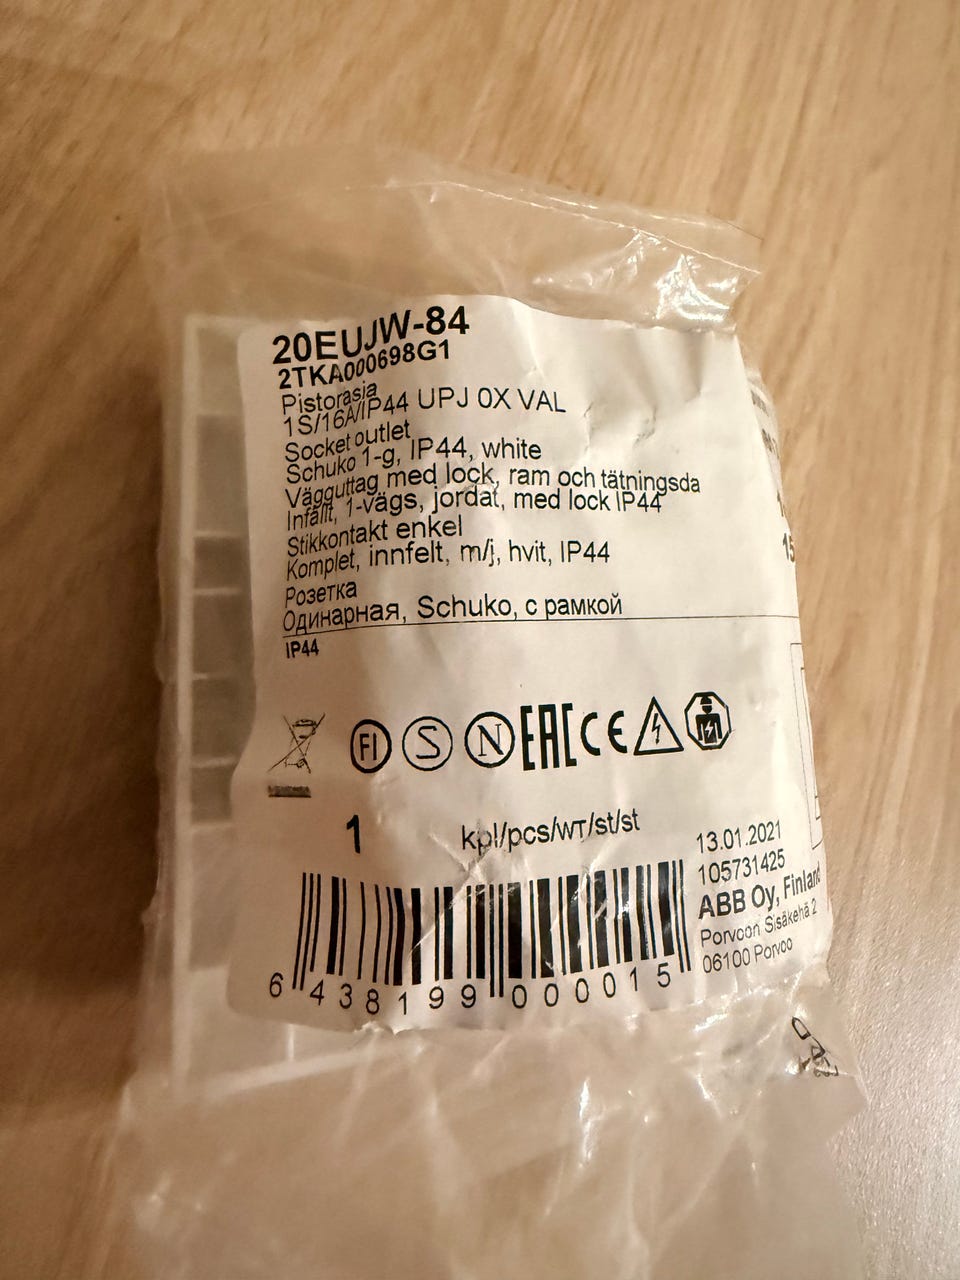 20EUJW-84
2TKA000698G1
Pistorasia
1S/16A/IP44 UPJ 0X VAL
Socket outlet
Schuko 1-g, IP44, white
Vägguttag med lock, ram och tätningsda
Infällt, 1-vägs, jordat, med lock IP44
Stikkontakt enkel
Komplet, innfelt, m/j, hvit, IP44
Розетка
Одинарная, Schuko, с рамкой
IP44
FI S N EAC CE
1 kpl/pcs/шт/st/st
13.01.2021
105731425
ABB Oy, Finland
Porvoon Sisäkehä 2
06100 Porvoo
6 438199 000015